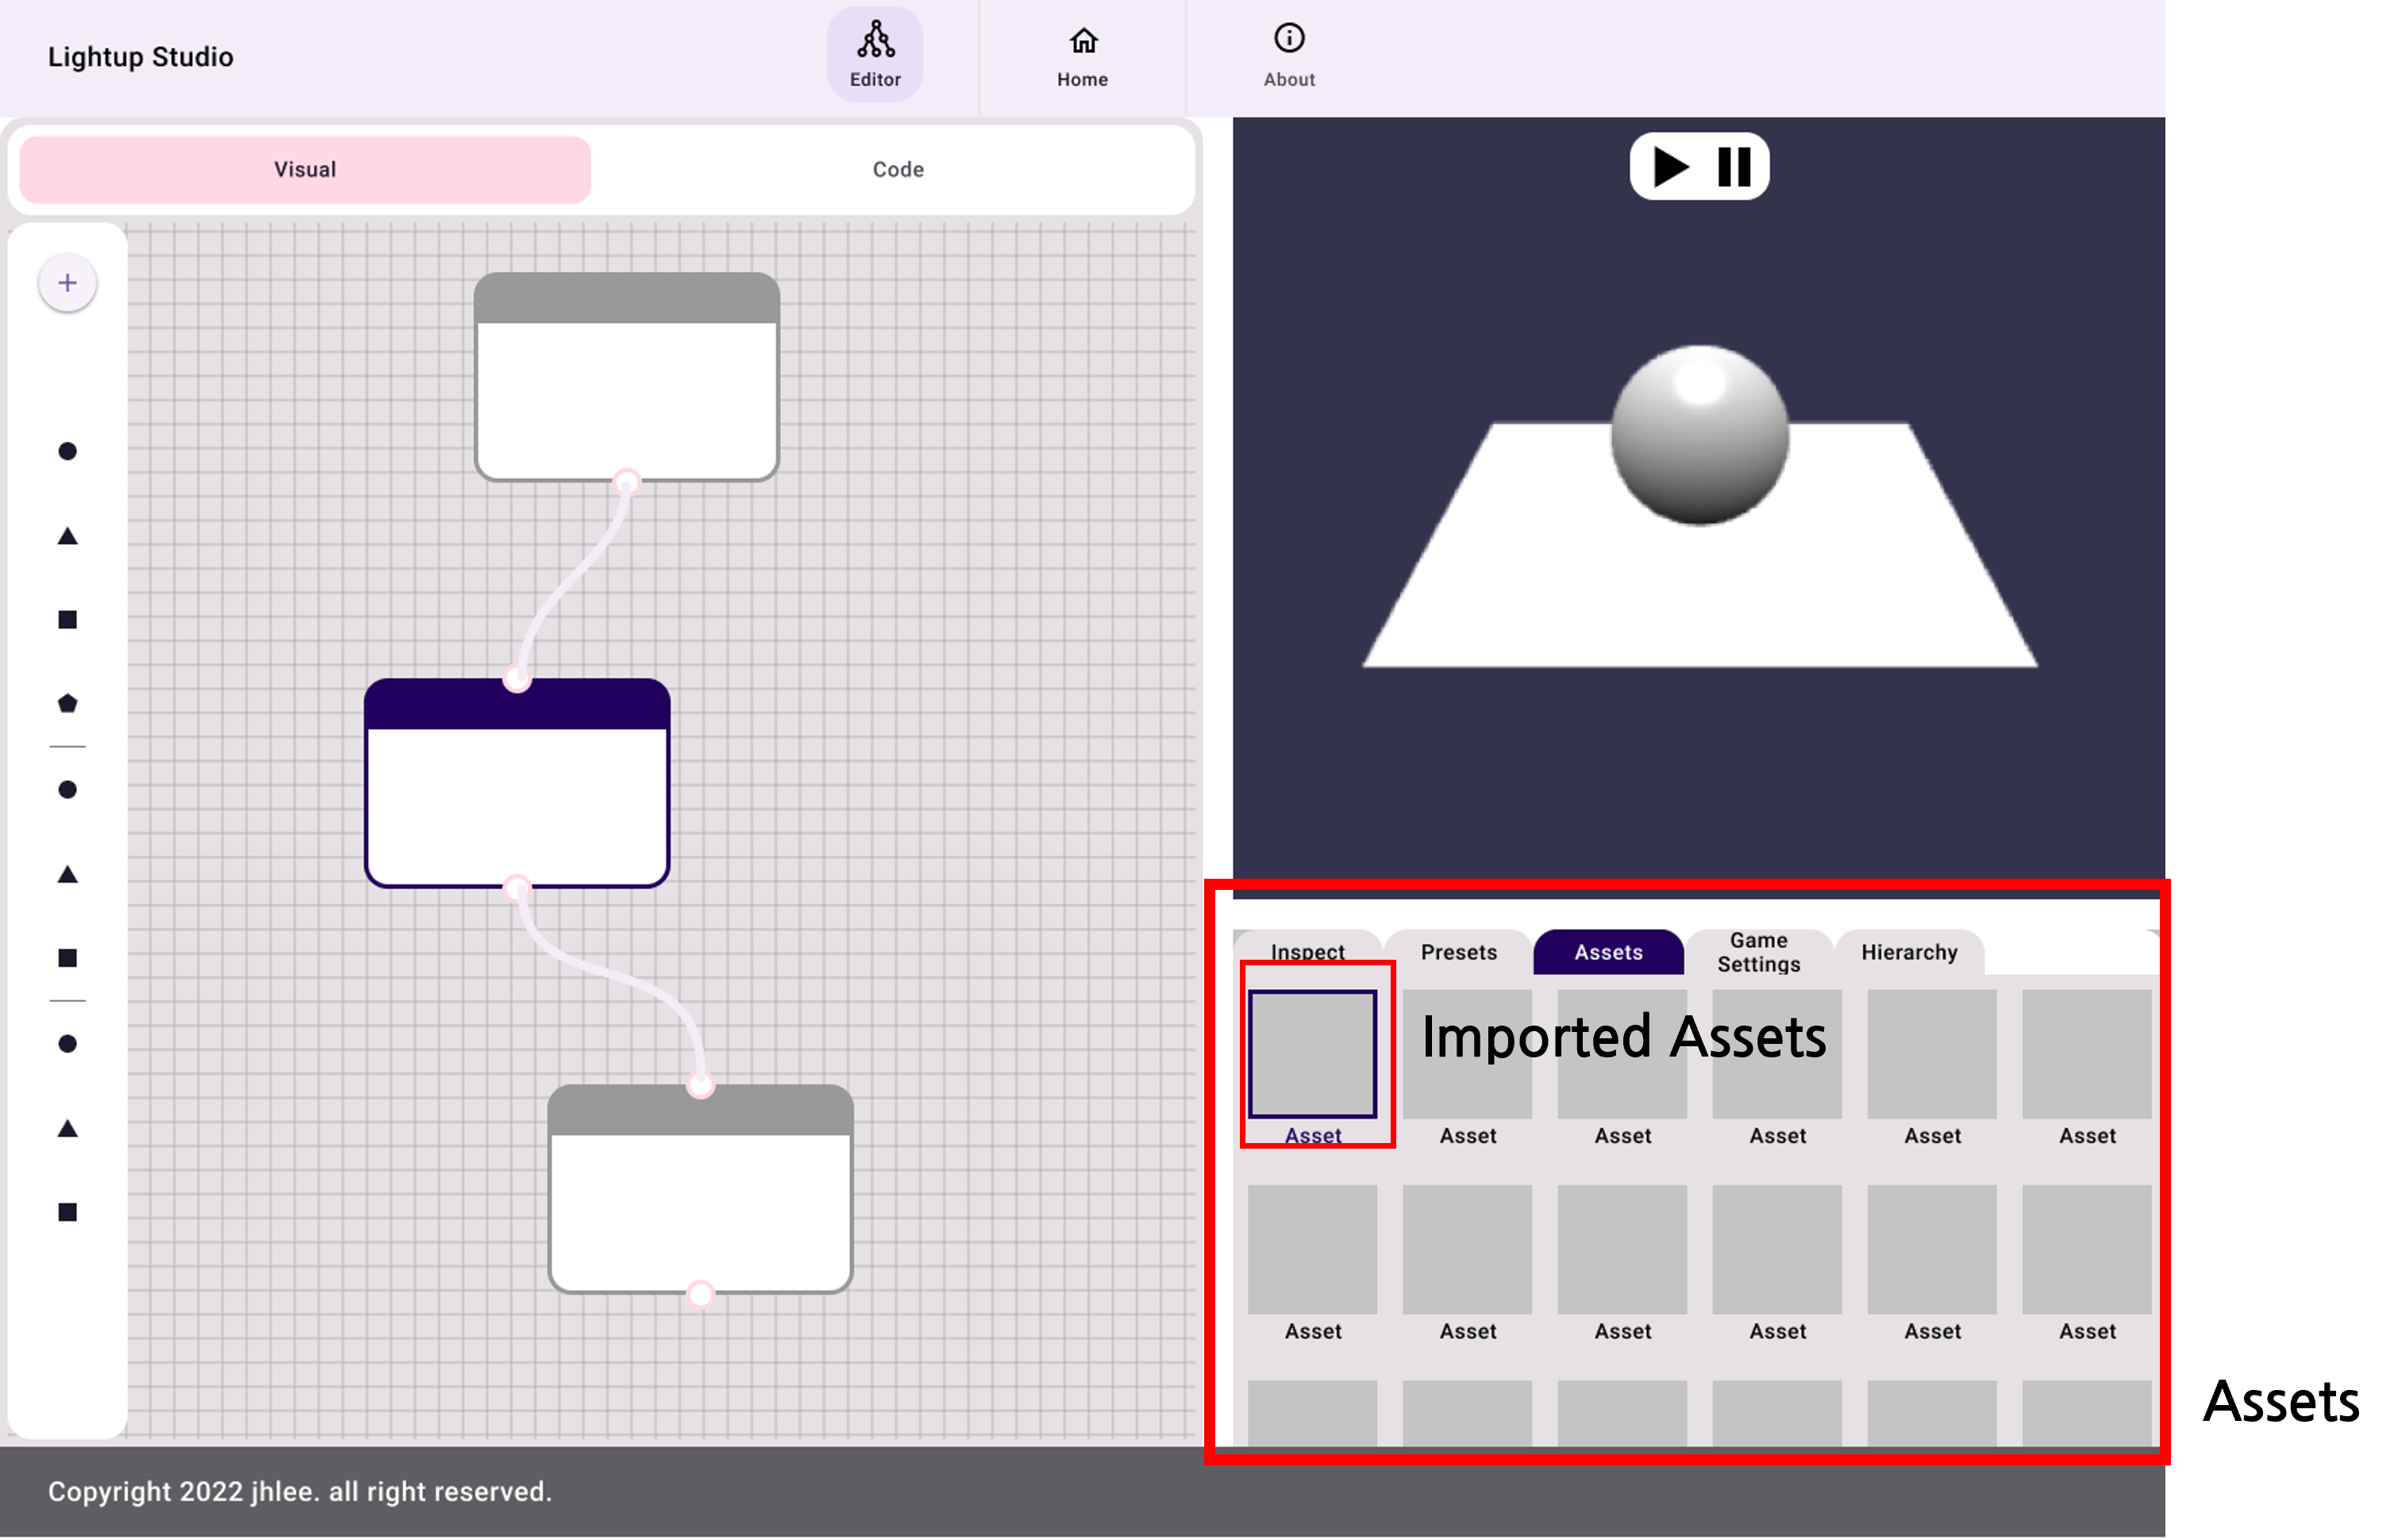 Lightup Studio
Editor
Home
About
Visual
Code
Inspect
Presets
Assets
Game
Settings
Hierarchy
Imported Assets
Asset
Asset
Asset
Asset
Asset
Asset
Asset
Asset
Asset
Asset
Asset
Asset
Assets
Copyright 2022 jhlee. all right reserved.